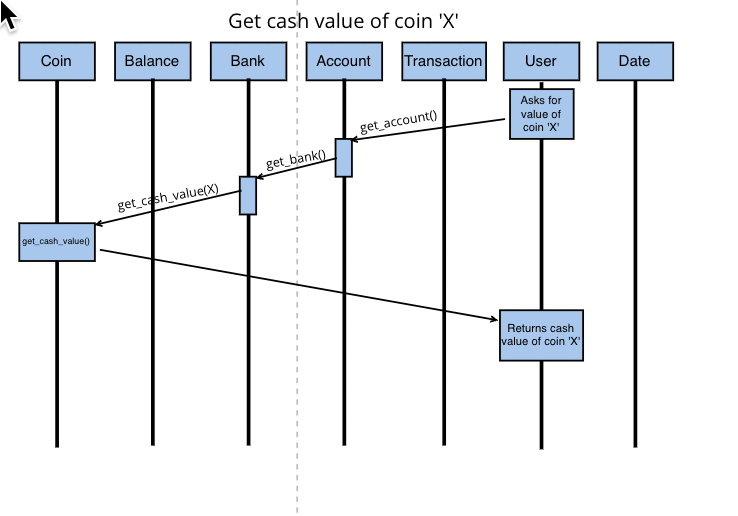 Get cash value of coin 'X'
Coin
Balance
Bank
Account
Transaction
User
Date
Asks for
value of
coin 'X'
get_account()
get_bank()
get_cash_value(X)
get_cash_value()
Returns cash
value of coin 'X'